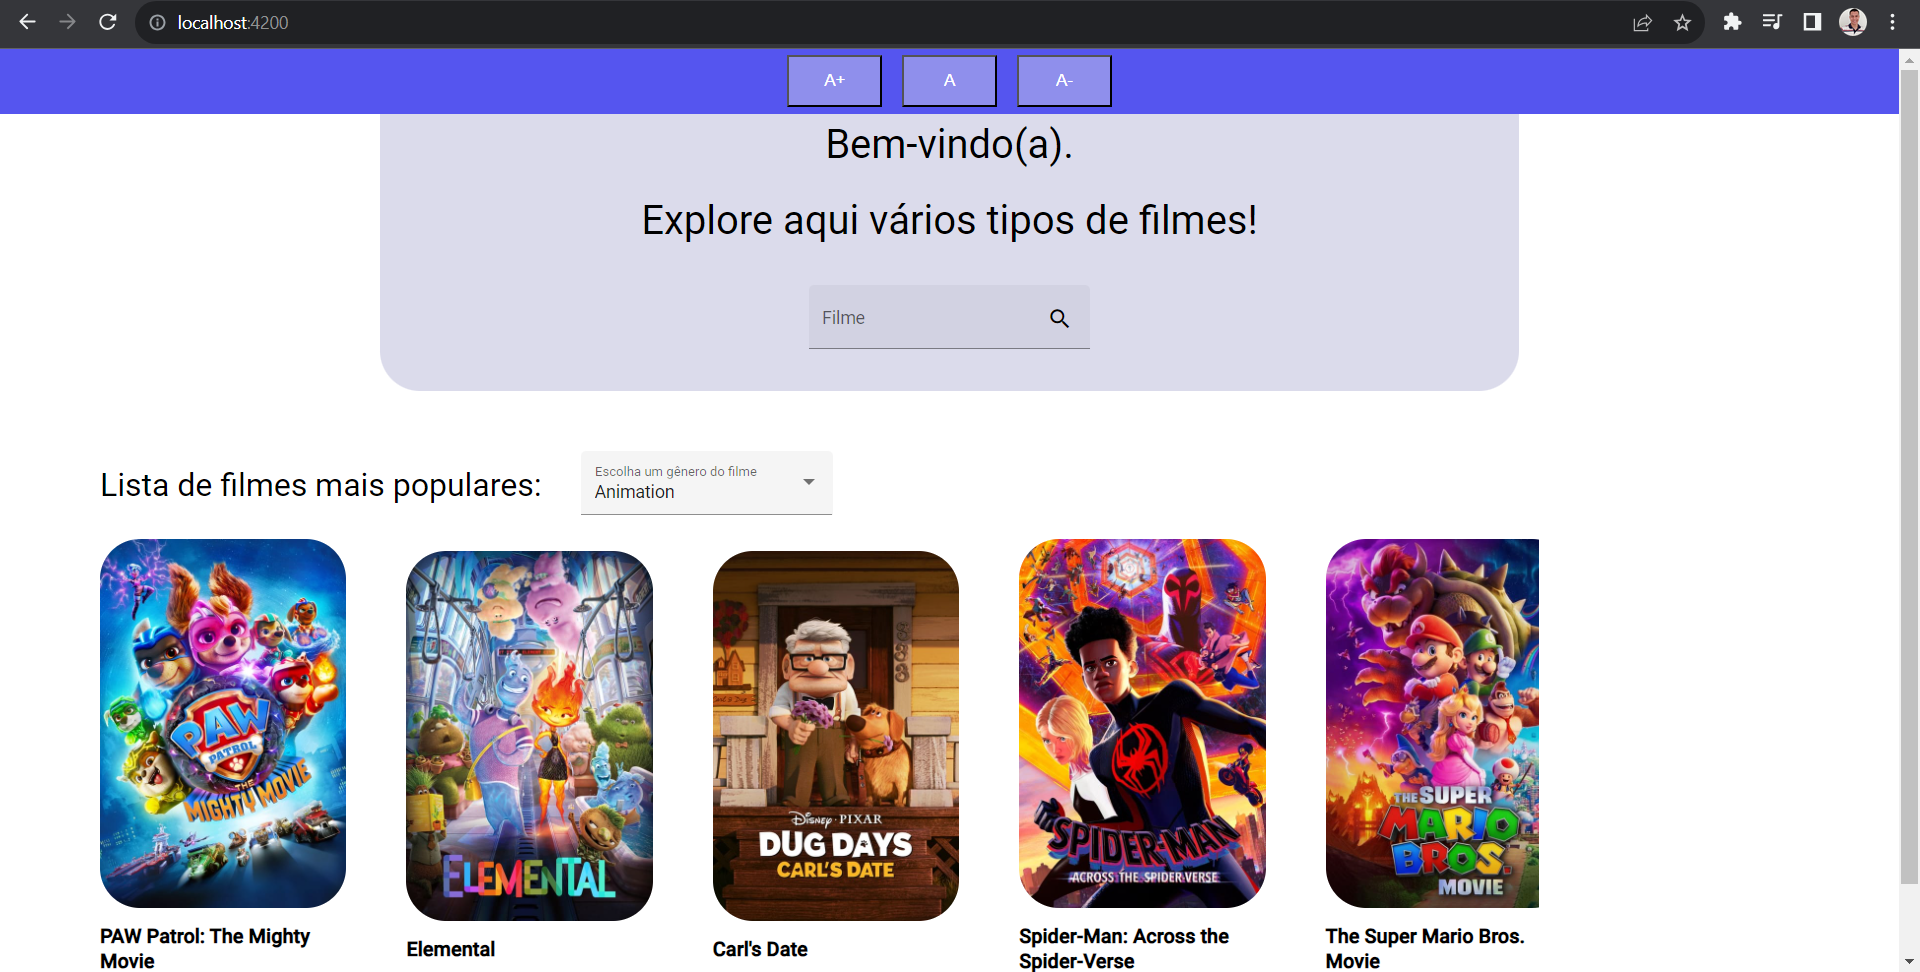 localhost:4200
A+ A A-
Bem-vindo(a).
Explore aqui vários tipos de filmes!
Filme
Lista de filmes mais populares:
Escolha um gênero do filme
Animation
PAW
PATROL
THE
MIGHTY MOVIE
ELEMENTAL
Disney · PIXAR
DUG DAYS
CARL'S DATE
SPIDER-MAN
ACROSS THE SPIDER-VERSE
THE SUPER
MARIO
BROS.
MOVIE
PAW Patrol: The Mighty
Movie
Elemental
Carl's Date
Spider-Man: Across the
Spider-Verse
The Super Mario Bros.
Movie